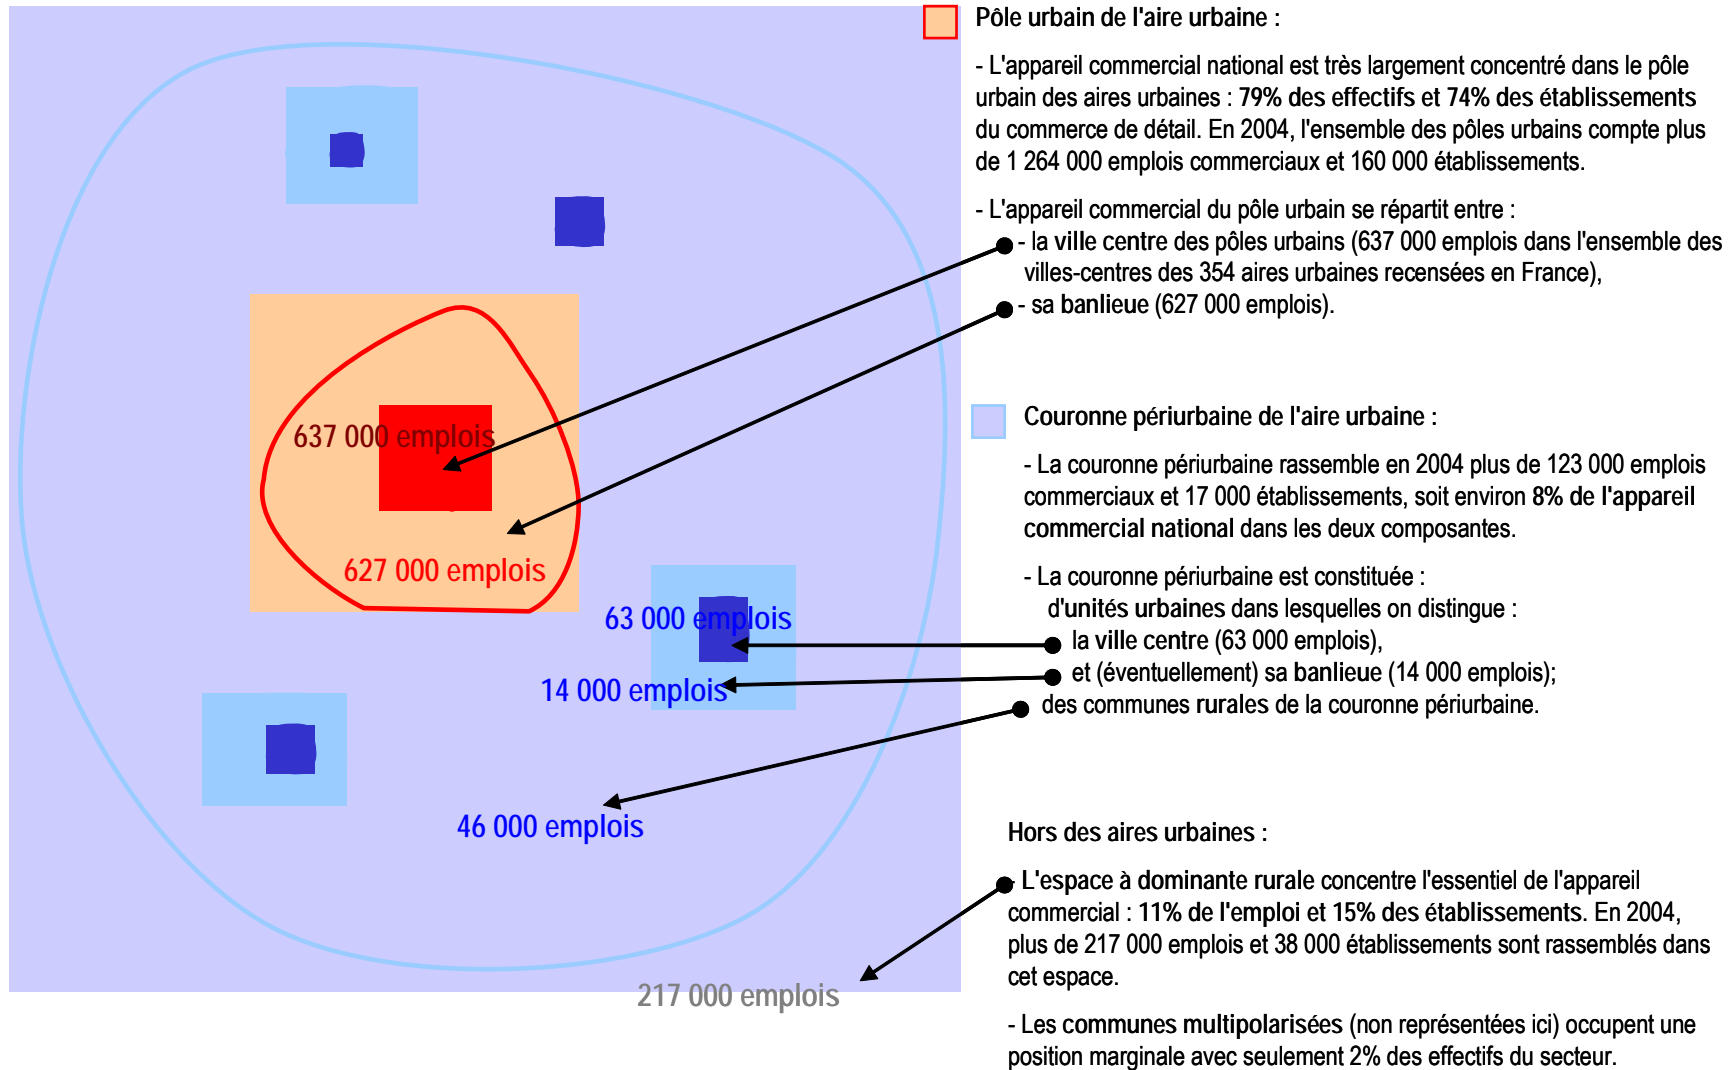 Pôle urbain de l'aire urbaine :
- L'appareil commercial national est très largement concentré dans le pôle
urbain des aires urbaines : 79% des effectifs et 74% des établissements
du commerce de détail. En 2004, l'ensemble des pôles urbains compte plus
de 1 264 000 emplois commerciaux et 160 000 établissements.
- L'appareil commercial du pôle urbain se répartit entre :
- la ville centre des pôles urbains (637 000 emplois dans l'ensemble des
villes-centres des 354 aires urbaines recensées en France),
- sa banlieue (627 000 emplois).
637 000 emplois
627 000 emplois
63 000 emplois
14 000 emplois
46 000 emplois
217 000 emplois
Couronne périurbaine de l'aire urbaine :
- La couronne périurbaine rassemble en 2004 plus de 123 000 emplois
commerciaux et 17 000 établissements, soit environ 8% de l'appareil
commercial national dans les deux composantes.
- La couronne périurbaine est constituée :
d'unités urbaines dans lesquelles on distingue :
la ville centre (63 000 emplois),
et (éventuellement) sa banlieue (14 000 emplois);
des communes rurales de la couronne périurbaine.
Hors des aires urbaines :
- L'espace à dominante rurale concentre l'essentiel de l'appareil
commercial : 11% de l'emploi et 15% des établissements. En 2004,
plus de 217 000 emplois et 38 000 établissements sont rassemblés dans
cet espace.
- Les communes multipolarisées (non représentées ici) occupent une
position marginale avec seulement 2% des effectifs du secteur.